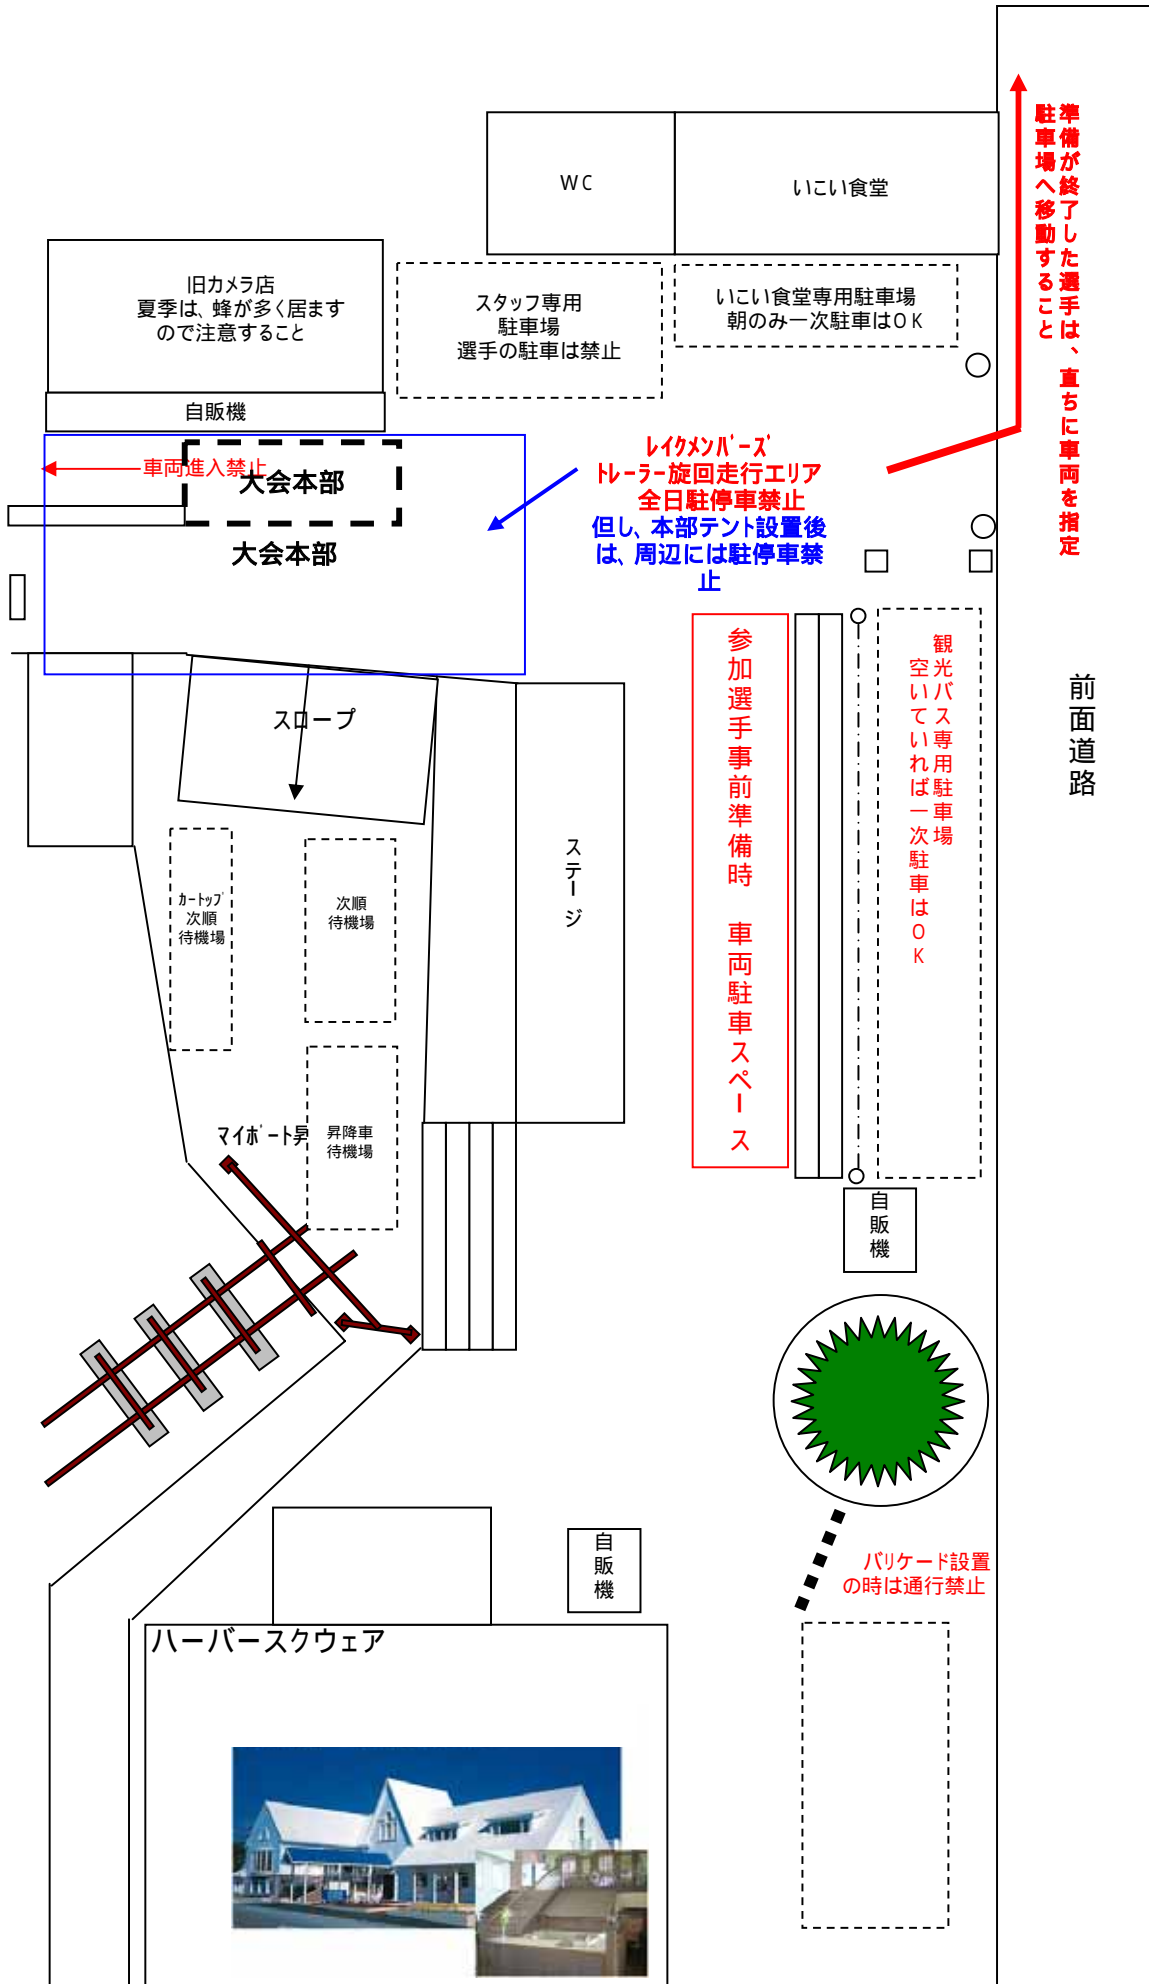 準備が終了した選手は、直ちに車両を指定
駐車場へ移動すること
WC
いこい食堂
旧カメラ店
夏季は、蜂が多く居ます
ので注意すること
スタッフ専用
駐車場
選手の駐車は禁止
いこい食堂専用駐車場
朝のみ一次駐車はOK
自販機
車両進入禁止
大会本部
大会本部
レイクメンバーズ
トレーラー旋回走行エリア
全日駐停車禁止
但し、本部テント設置後
は、周辺には駐停車禁
止
参加選手事前準備時 車両駐車スペース
観光バス専用駐車場
空いていれば一次駐車はOK
前面道路
スロープ
ステージ
カートップ
次順
待機場
次順
待機場
マイボート昇
昇降車
待機場
自販機
自販機
バリケード設置
の時は通行禁止
ハーバースクウェア